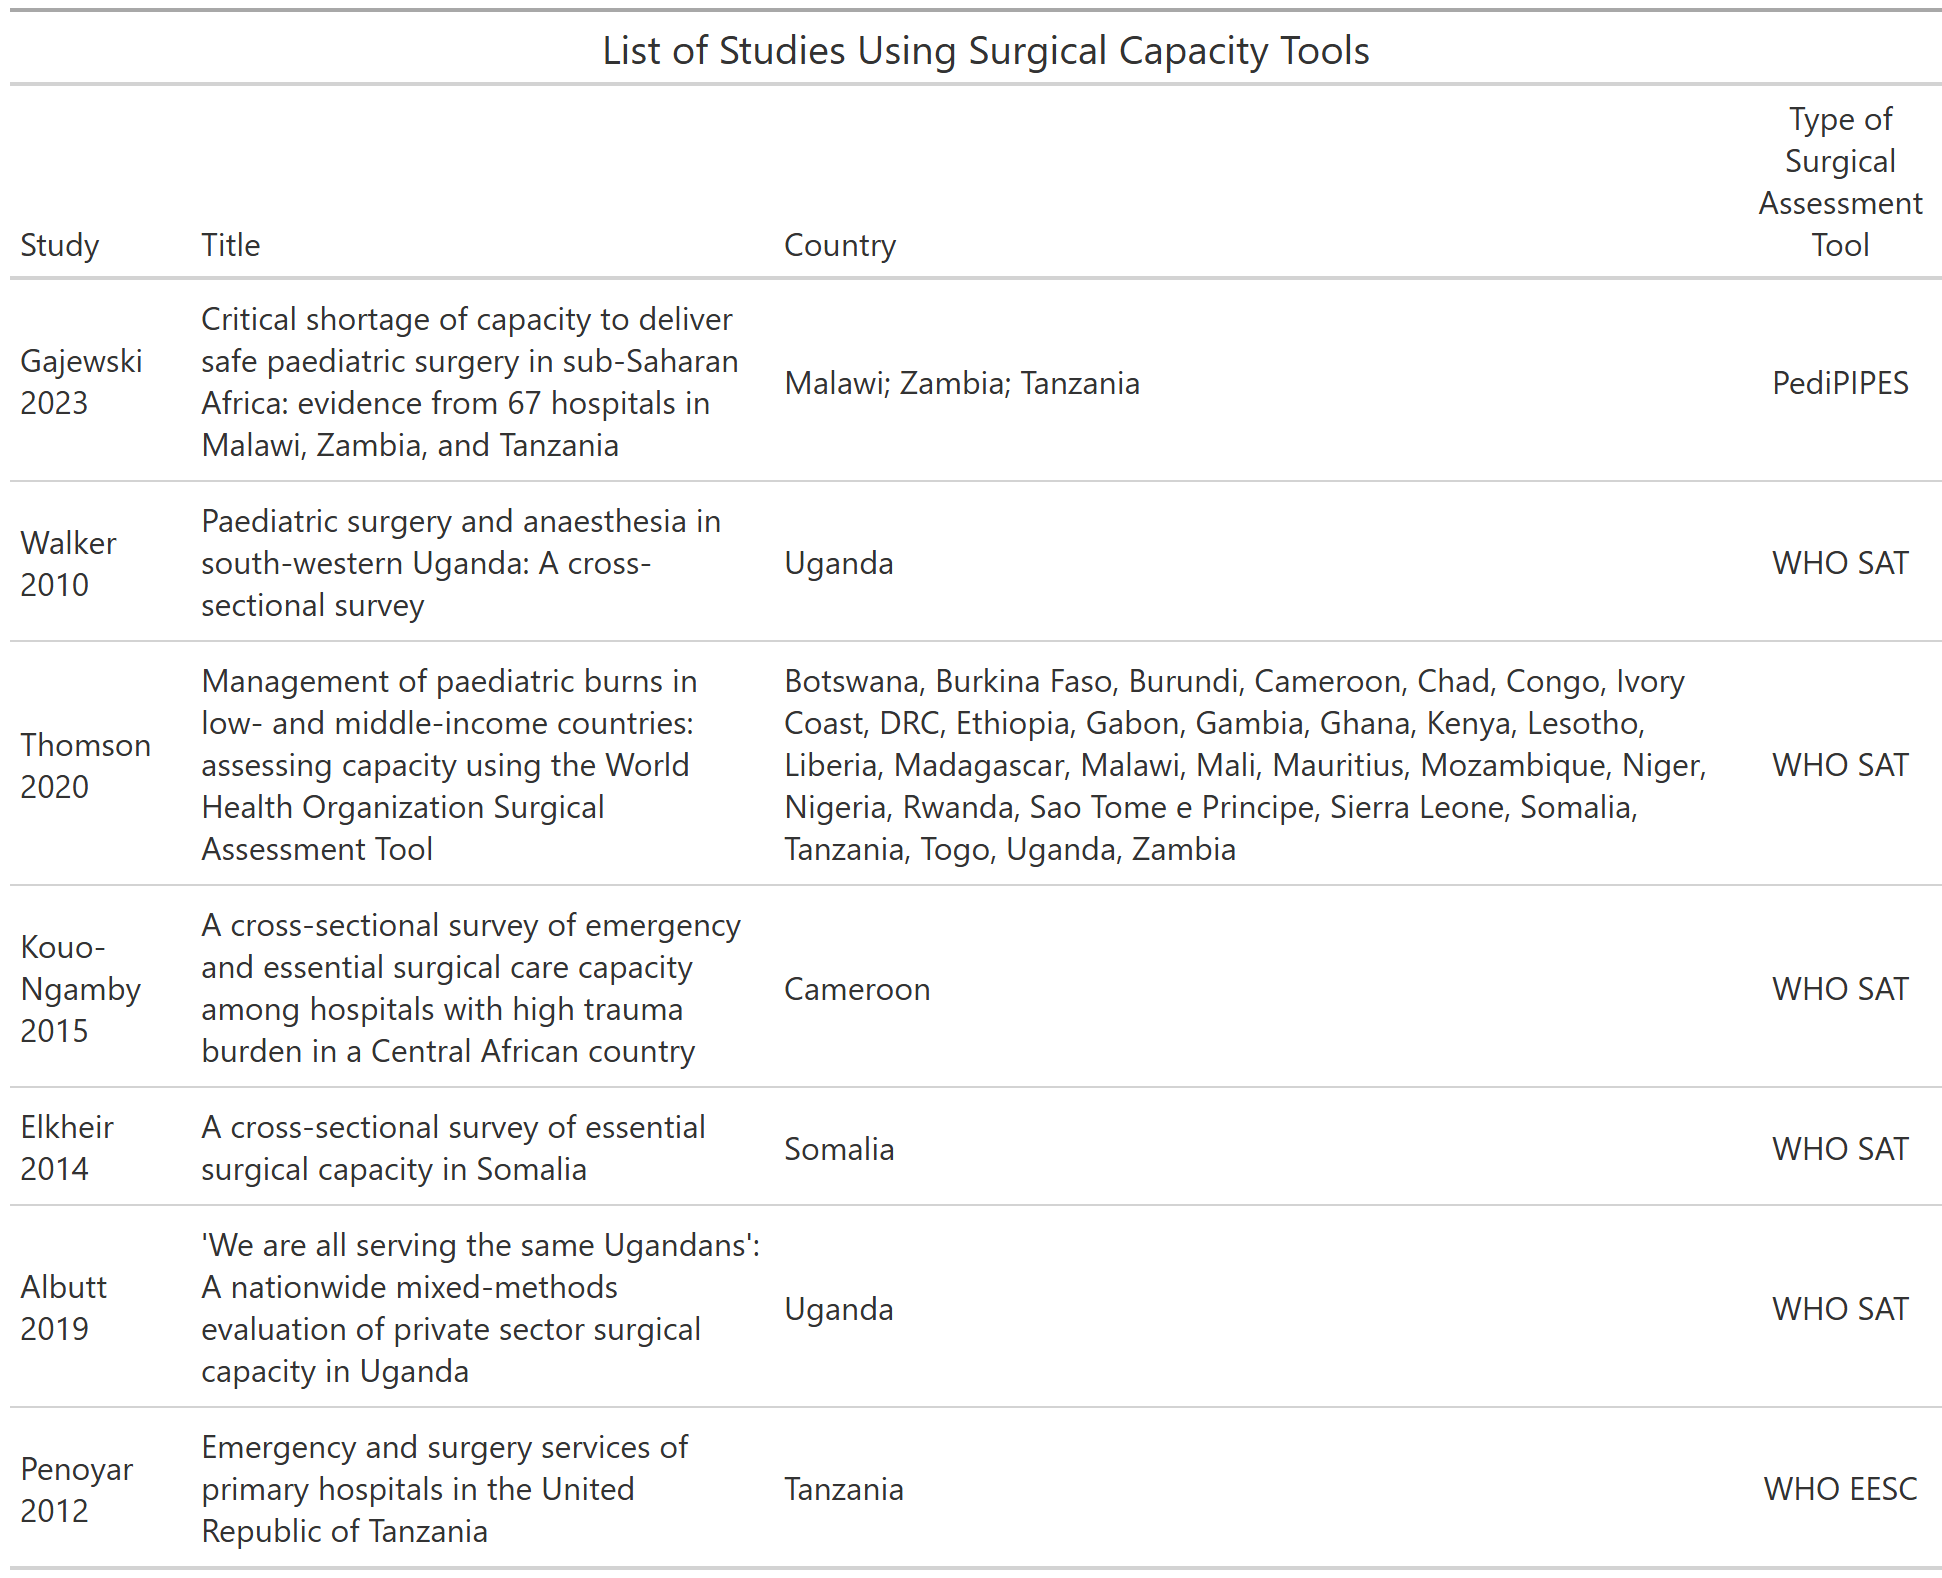 List of Studies Using Surgical Capacity Tools
Type of
Surgical
Assessment
Tool
Study Title Country
Gajewski
2023
Critical shortage of capacity to deliver
safe paediatric surgery in sub-Saharan
Africa: evidence from 67 hospitals in
Malawi, Zambia, and Tanzania
Malawi; Zambia; Tanzania
PediPIPES
Walker
2010
Paediatric surgery and anaesthesia in
south-western Uganda: A cross-
sectional survey
Uganda
WHO SAT
Thomson
2020
Management of paediatric burns in
low- and middle-income countries:
assessing capacity using the World
Health Organization Surgical
Assessment Tool
Botswana, Burkina Faso, Burundi, Cameroon, Chad, Congo, Ivory
Coast, DRC, Ethiopia, Gabon, Gambia, Ghana, Kenya, Lesotho,
Liberia, Madagascar, Malawi, Mali, Mauritius, Mozambique, Niger,
Nigeria, Rwanda, Sao Tome e Principe, Sierra Leone, Somalia,
Tanzania, Togo, Uganda, Zambia
WHO SAT
Kouo-
Ngamby
2015
A cross-sectional survey of emergency
and essential surgical care capacity
among hospitals with high trauma
burden in a Central African country
Cameroon
WHO SAT
Elkheir
2014
A cross-sectional survey of essential
surgical capacity in Somalia
Somalia
WHO SAT
Albutt
2019
'We are all serving the same Ugandans':
A nationwide mixed-methods
evaluation of private sector surgical
capacity in Uganda
Uganda
WHO SAT
Penoyar
2012
Emergency and surgery services of
primary hospitals in the United
Republic of Tanzania
Tanzania
WHO EESC